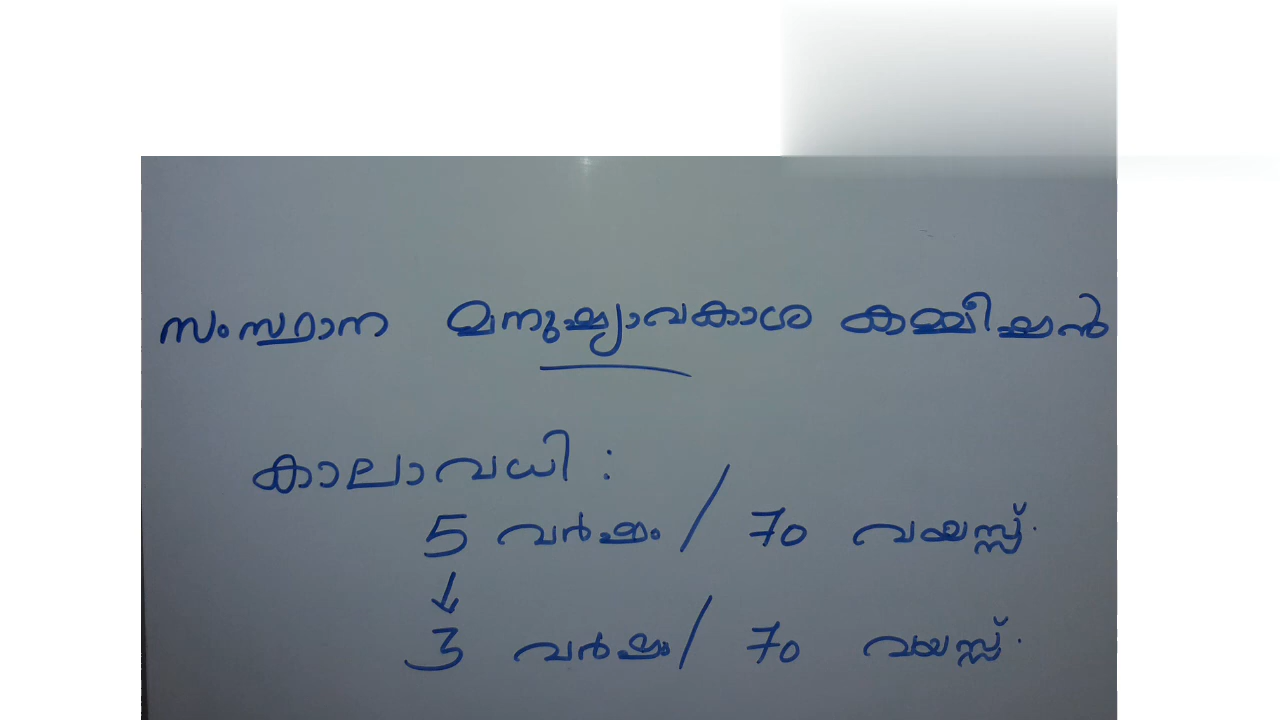 സംസ്ഥാന മനുഷ്യാവകാശ കമ്മീഷൻ
കാലാവധി :
5 വർഷം / 70 വയസ്സ്.
↓
3 വർഷം / 70 വയസ്സ്.